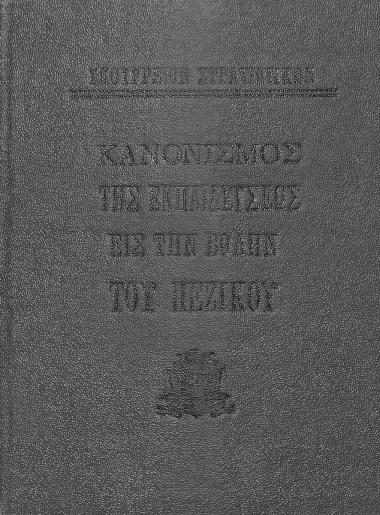 ΥΠΟΥΡΓΕΙΟΝ ΣΤΡΑΤΙΩΤΙΚΩΝ
ΚΑΝΟΝΙΣΜΟΣ
ΤΗΣ ΕΚΠΑΙΔΕΥΣΕΩΣ
ΕΙΣ ΤΗΝ ΒΟΛΗΝ
ΤΟΥ ΠΕΖΙΚΟΥ